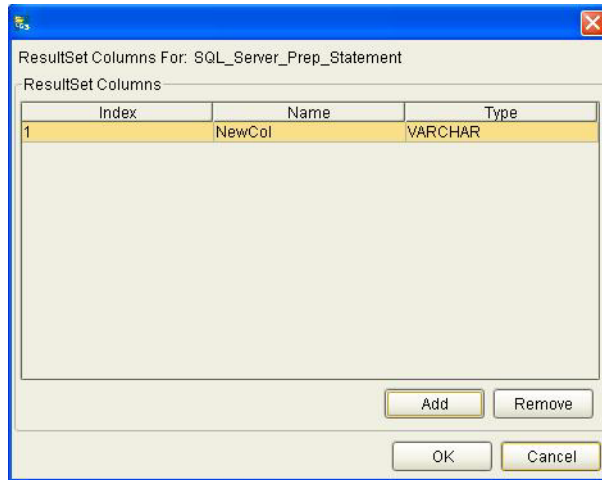 ResultSet Columns For: SQL_Server_Prep_Statement
ResultSet Columns
Index Name Type
1 NewCol VARCHAR
Add Remove
OK Cancel